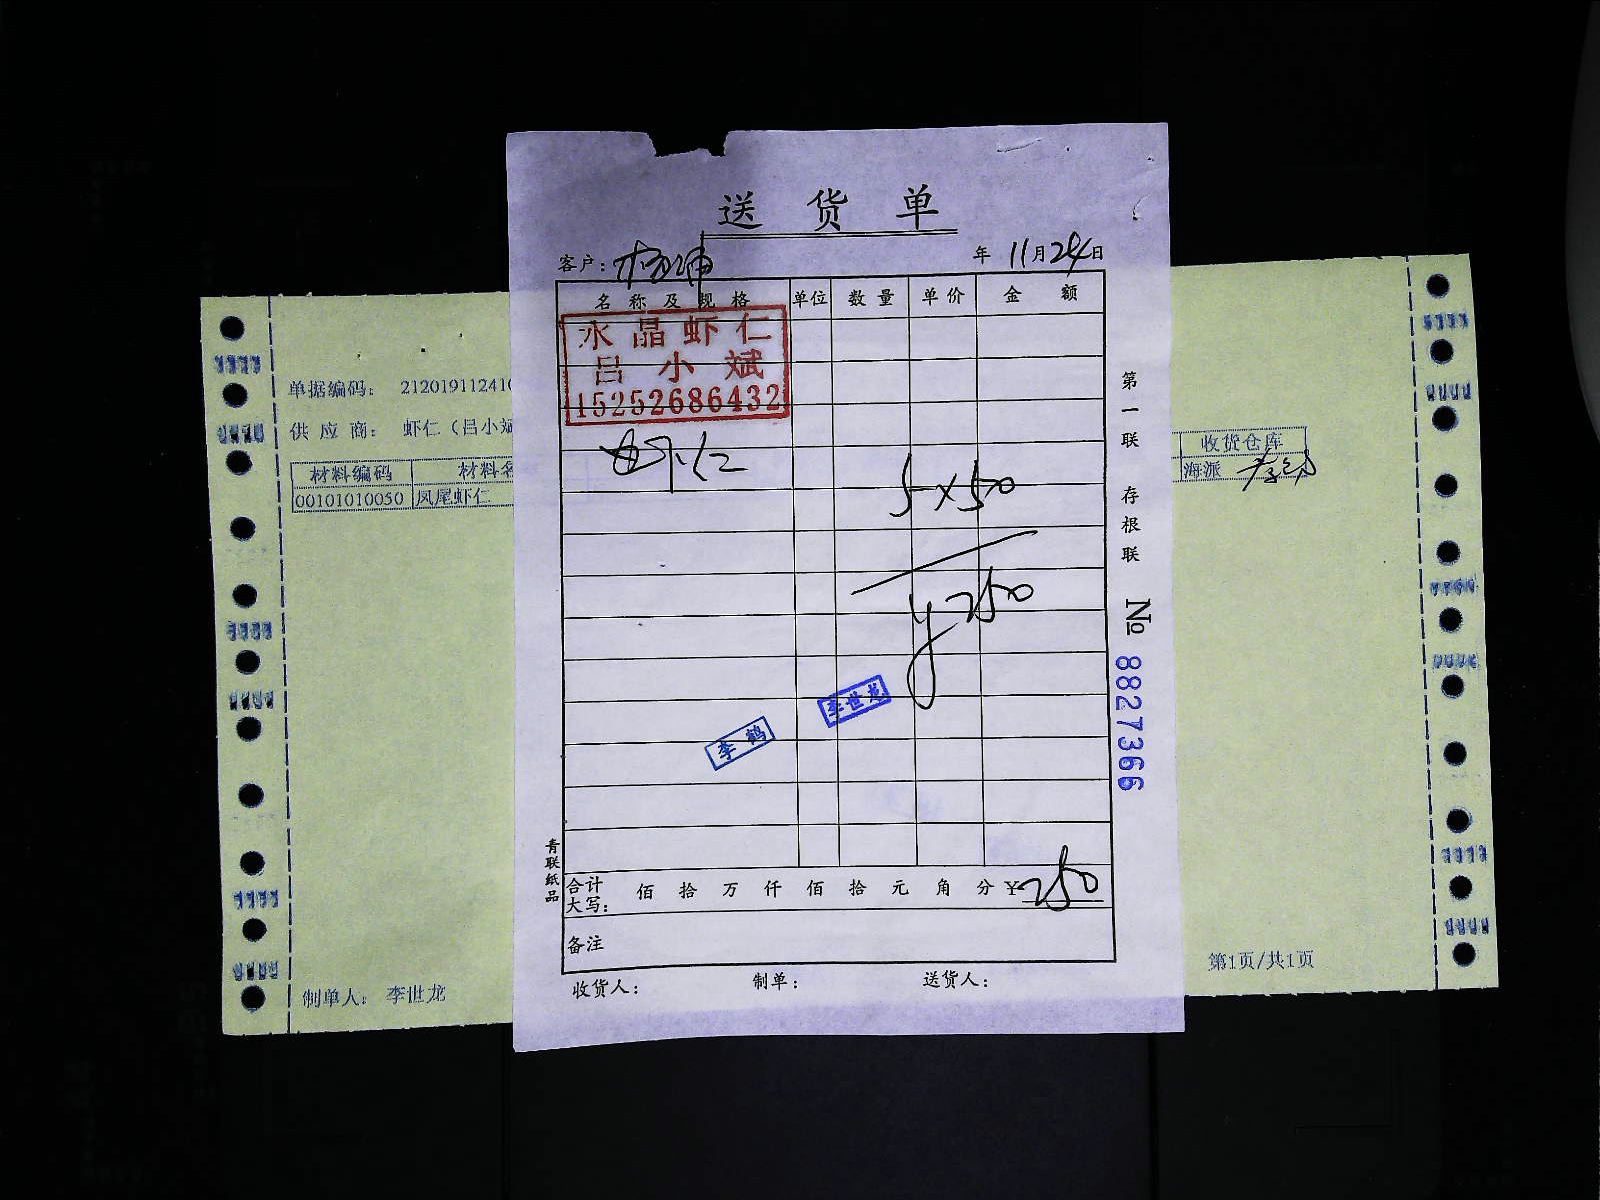 送货单
客户：
年 11月24日
名称及规格 单位 数量 单价 金额
水晶虾仁
吕小斌
15252686432
虾仁 5×50
¥250
李世龙
李鹤
合计大写： 佰 拾 万 仟 佰 拾 元 角 分 ¥250
备注
收货人： 制单： 送货人：
青联纸品
第一联 存根联 № 8827366
单据编码： 212019112410
供应商： 虾仁（吕小斌
材料编码 材料名
00101010050 凤尾虾仁
制单人： 李世龙
收货仓库
海派
第1页/共1页